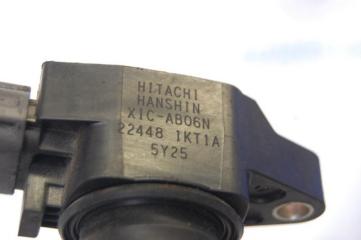 HITACHI
HANSHIN
XIC-AB06N
22448 1KT1A
5Y25